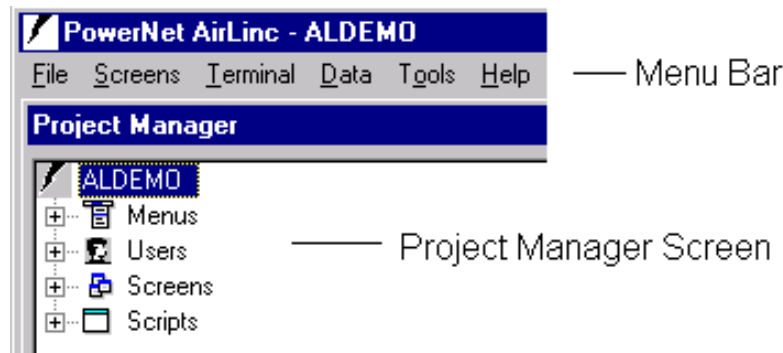 PowerNet AirLinc - ALDEMO
File Screens Terminal Data Tools Help
Menu Bar
Project Manager
ALDEMO
Menus
Users
Project Manager Screen
Screens
Scripts